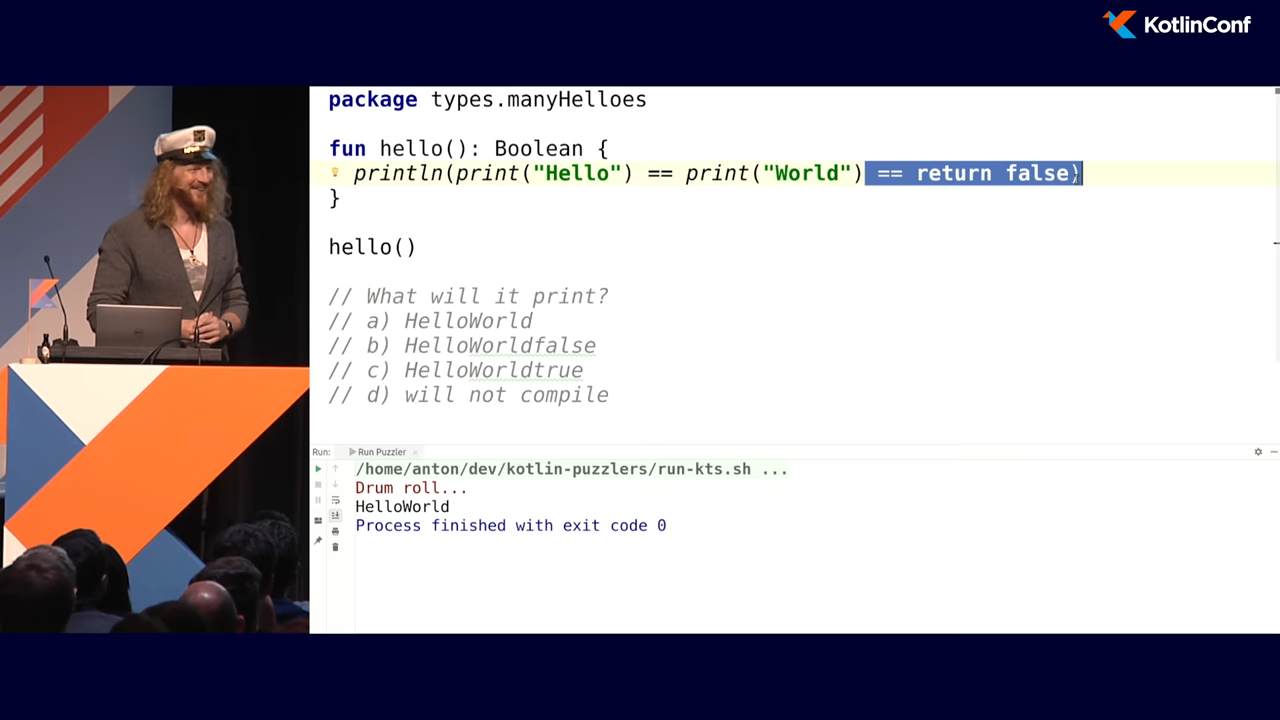 KotlinConf
package types.manyHelloes
fun hello(): Boolean {
println(print("Hello") == print("World") == return false)
}
hello()
// What will it print?
// a) HelloWorld
// b) HelloWorldfalse
// c) HelloWorldtrue
// d) will not compile
Run: Run Puzzler
/home/anton/dev/kotlin-puzzlers/run-kts.sh ...
Drum roll...
HelloWorld
Process finished with exit code 0